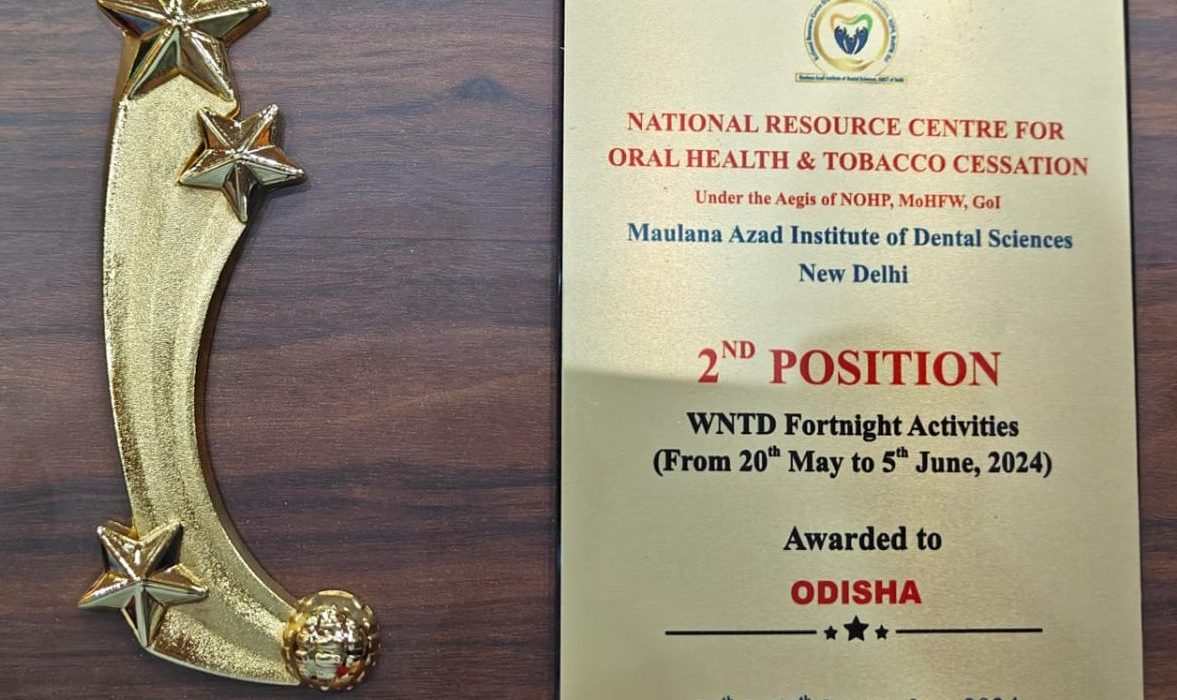 NATIONAL RESOURCE CENTRE FOR
ORAL HEALTH & TOBACCO CESSATION
Under the Aegis of NOHP, MoHFW, GoI
Maulana Azad Institute of Dental Sciences
New Delhi
2ND POSITION
WNTD Fortnight Activities
(From 20th May to 5th June, 2024)
Awarded to
ODISHA